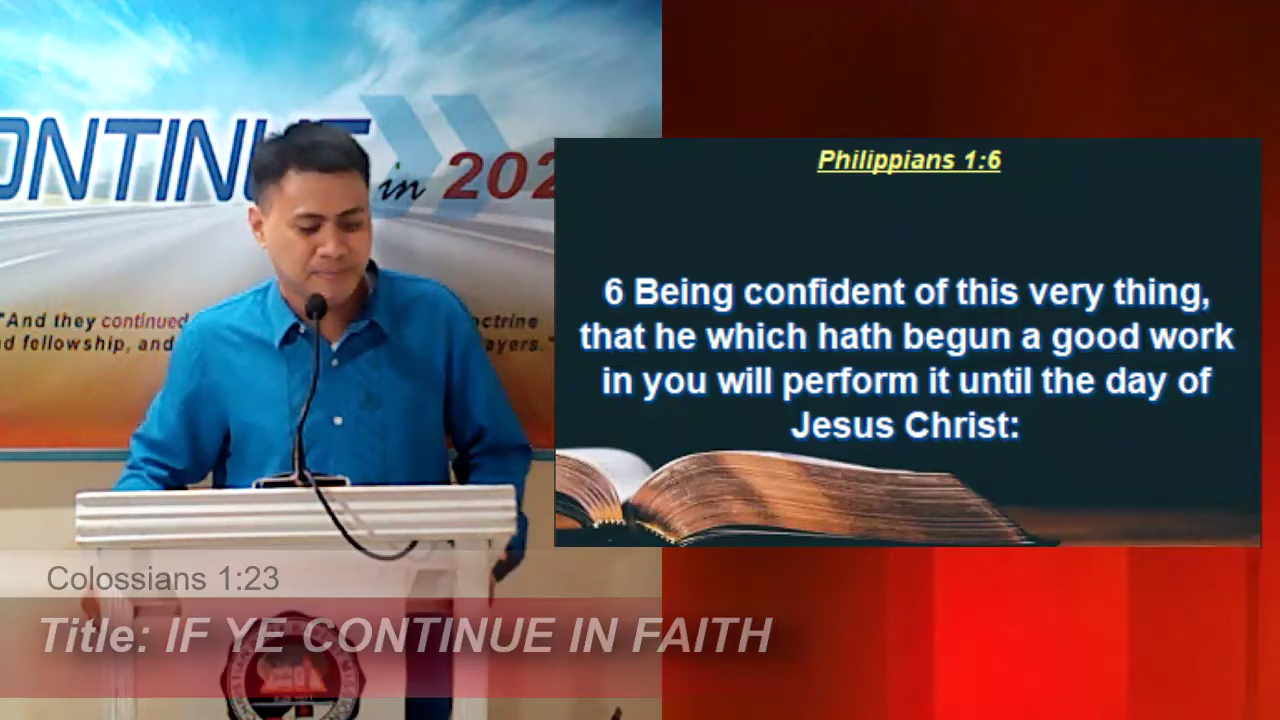 ONTINUE
in 202
"And they continued
octrine
d fellowship, and
ayers."
Philippians 1:6
6 Being confident of this very thing,
that he which hath begun a good work
in you will perform it until the day of
Jesus Christ:
Colossians 1:23
Title: IF YE CONTINUE IN FAITH